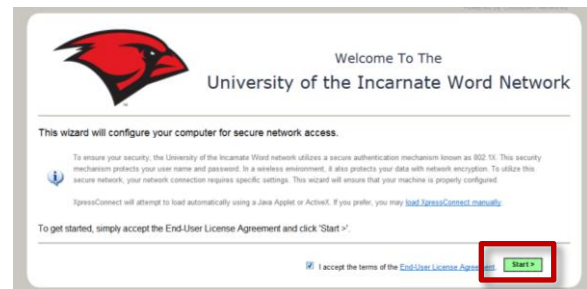 Welcome To The
University of the Incarnate Word Network
This wizard will configure your computer for secure network access.
To ensure your security, the University of the Incarnate Word network utilizes a secure authentication mechanism known as 802.1X. This security
mechanism protects your user name and password. In a wireless environment, it also protects your data with network encryption. To utilize this
secure network, your network connection requires specific settings. This wizard will ensure that your machine is properly configured.
XpressConnect will attempt to load automatically using a Java Applet or ActiveX. If you prefer, you may load XpressConnect manually.
To get started, simply accept the End-User License Agreement and click 'Start >'.
I accept the terms of the End-User License Agreement. Start >